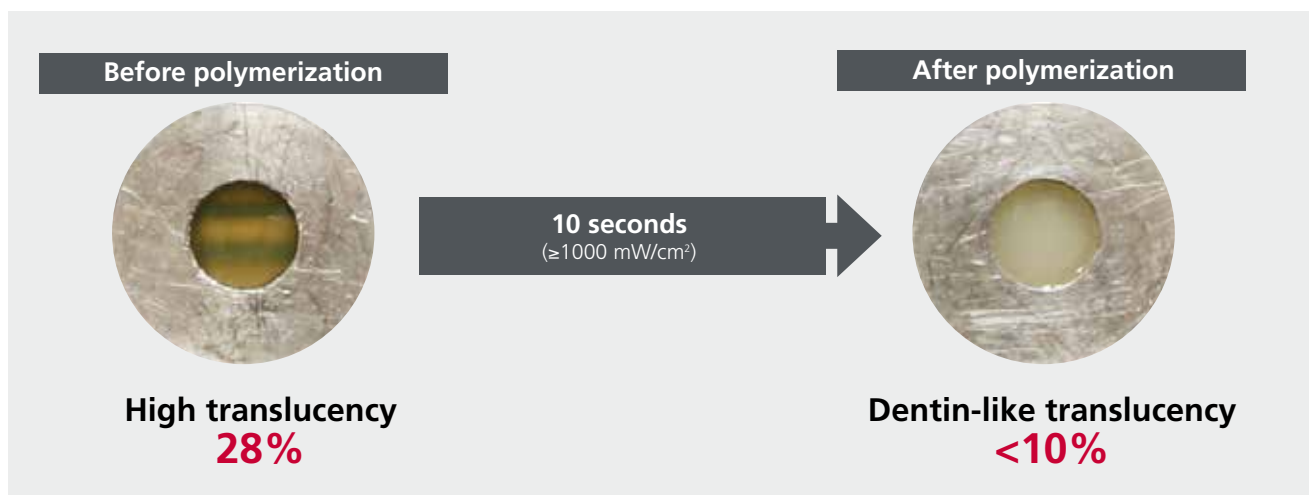 Before polymerization
After polymerization
10 seconds
(≥1000 mW/cm²)
High translucency
28%
Dentin-like translucency
<10%